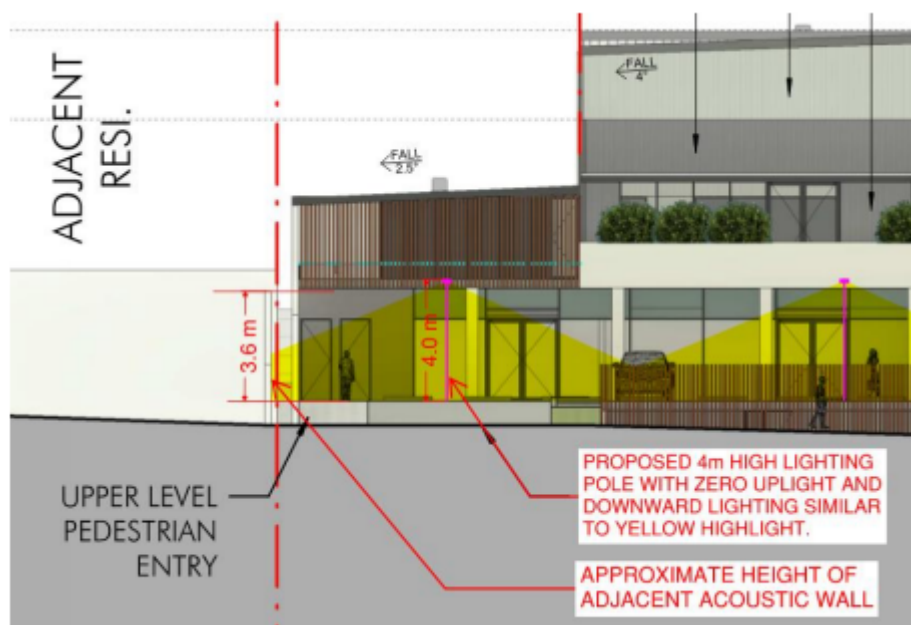 ADJACENT
RESI.
FALL
2.5°
FALL
4°
3.6 m
4.0 m
UPPER LEVEL
PEDESTRIAN
ENTRY
PROPOSED 4m HIGH LIGHTING
POLE WITH ZERO UPLIGHT AND
DOWNWARD LIGHTING SIMILAR
TO YELLOW HIGHLIGHT.
APPROXIMATE HEIGHT OF
ADJACENT ACOUSTIC WALL